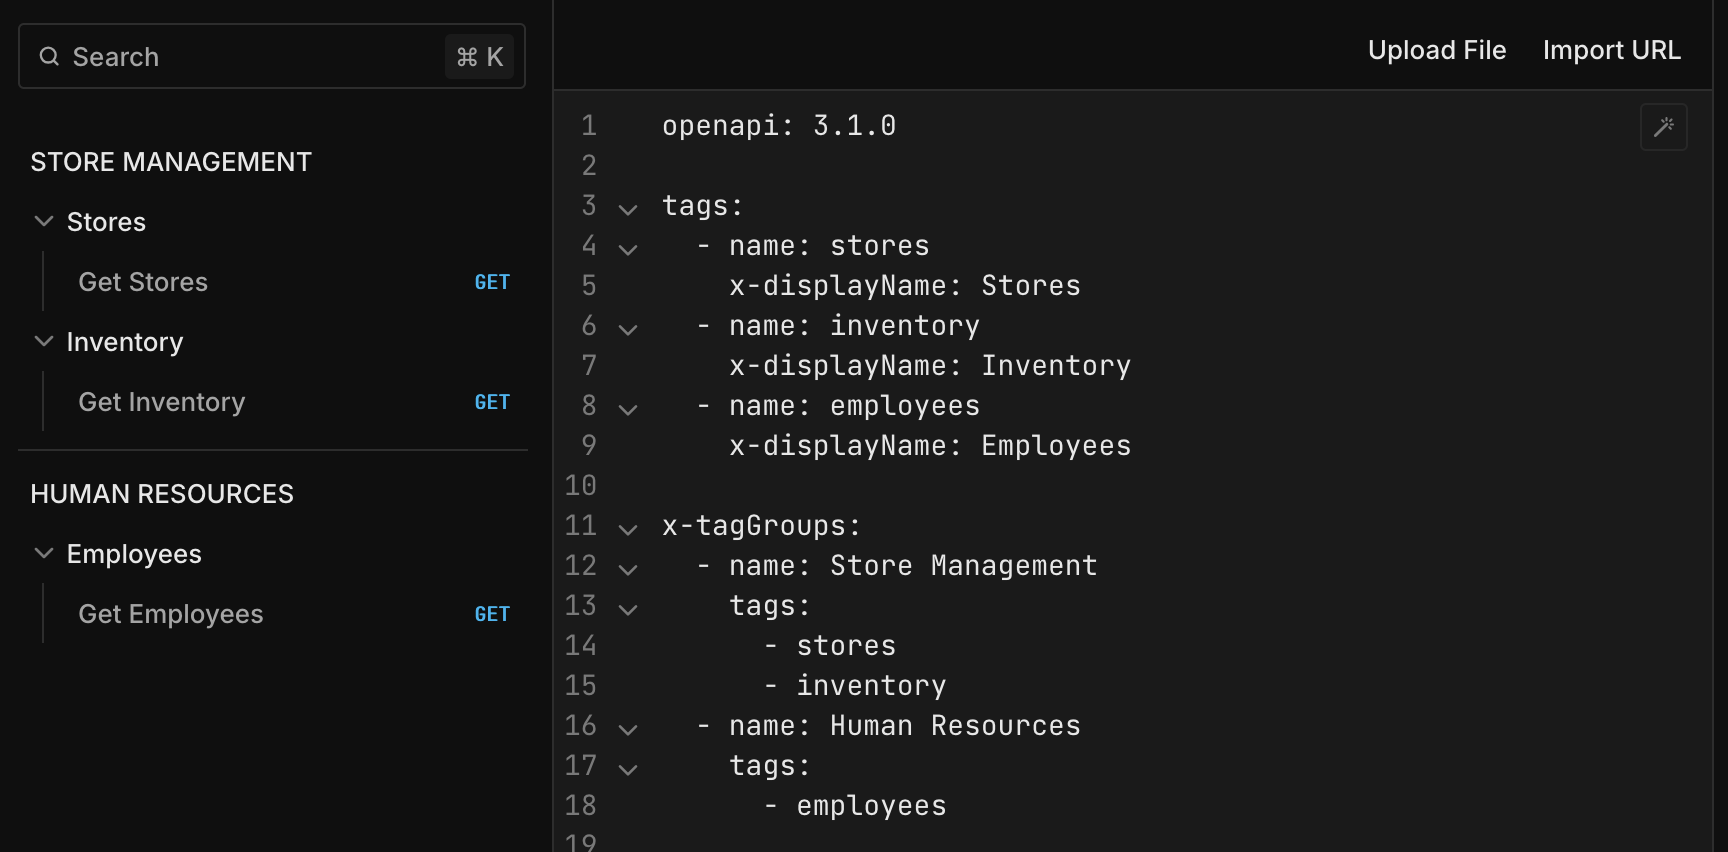 Search ⌘ K
STORE MANAGEMENT
Stores
Get Stores GET
Inventory
Get Inventory GET
HUMAN RESOURCES
Employees
Get Employees GET
Upload File Import URL
1 openapi: 3.1.0
2
3 tags:
4   - name: stores
5     x-displayName: Stores
6   - name: inventory
7     x-displayName: Inventory
8   - name: employees
9     x-displayName: Employees
10
11 x-tagGroups:
12   - name: Store Management
13     tags:
14       - stores
15       - inventory
16   - name: Human Resources
17     tags:
18       - employees
19